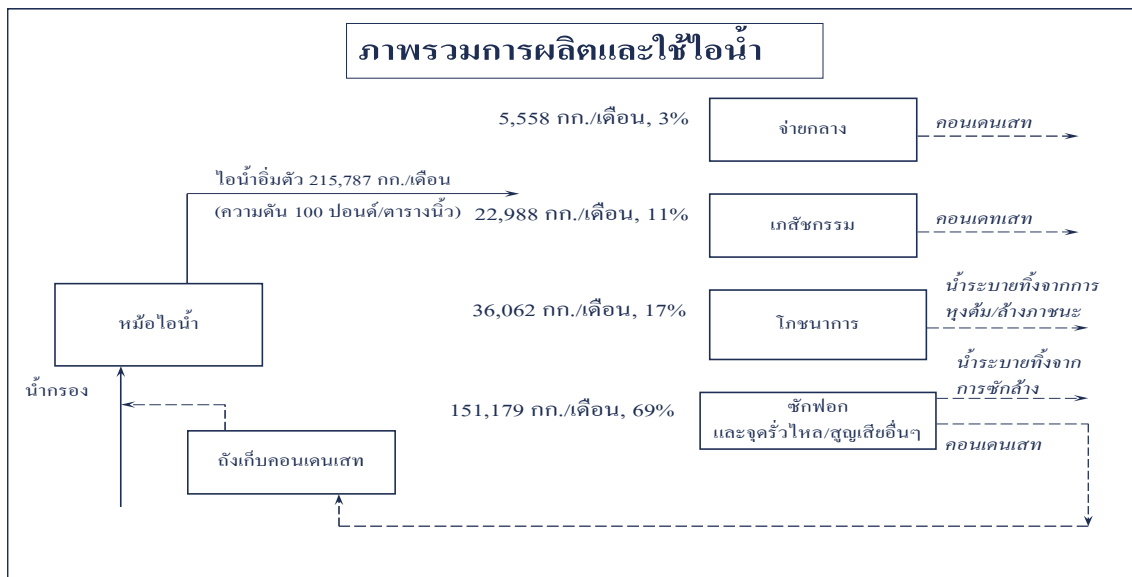 ภาพรวมการผลิตและใช้ไอน้ำ
5,558 กก./เดือน, 3%
จ่ายกลาง
คอนเดนเสท
ไอน้ำอิ่มตัว 215,787 กก./เดือน
(ความดัน 100 ปอนด์/ตารางนิ้ว)
22,988 กก./เดือน, 11%
เภสัชกรรม
คอนเดทเสท
หม้อไอน้ำ
36,062 กก./เดือน, 17%
โภชนาการ
น้ำระบายทิ้งจากการ
หุงต้ม/ล้างภาชนะ
น้ำกรอง
151,179 กก./เดือน, 69%
ซักฟอก
และจุดรั่วไหล/สูญเสียอื่นๆ
น้ำระบายทิ้งจาก
การซักล้าง
คอนเดนเสท
ถังเก็บคอนเดนเสท